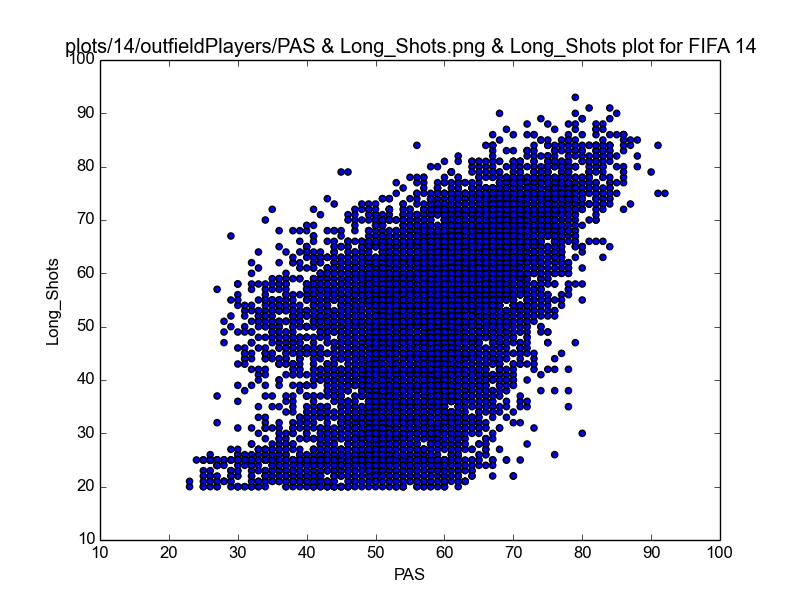 plots/14/outfieldPlayers/PAS & Long_Shots.png & Long_Shots plot for FIFA 14
100
90
80
70
60
50
40
30
20
10
Long_Shots
10 20 30 40 50 60 70 80 90 100
PAS